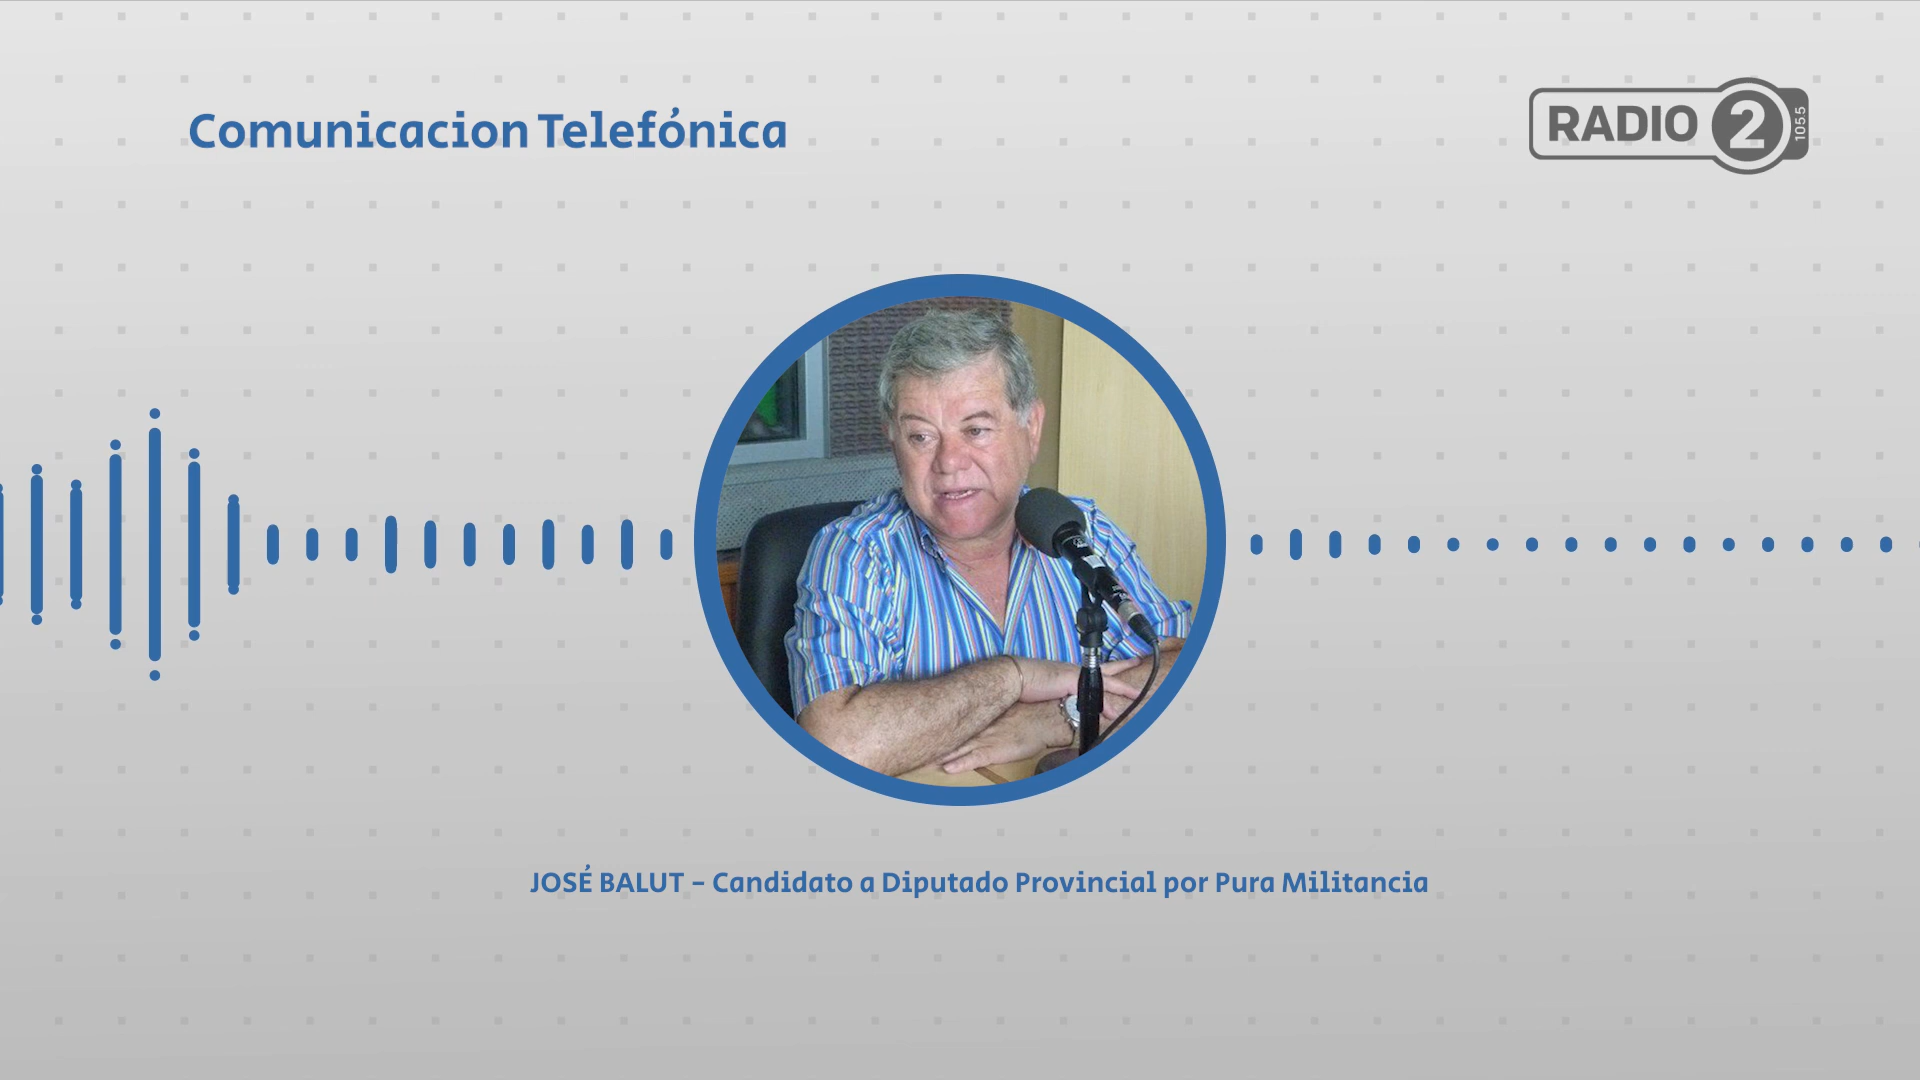 Comunicacion Telefónica
RADIO 2 105.5
JOSÉ BALUT – Candidato a Diputado Provincial por Pura Militancia